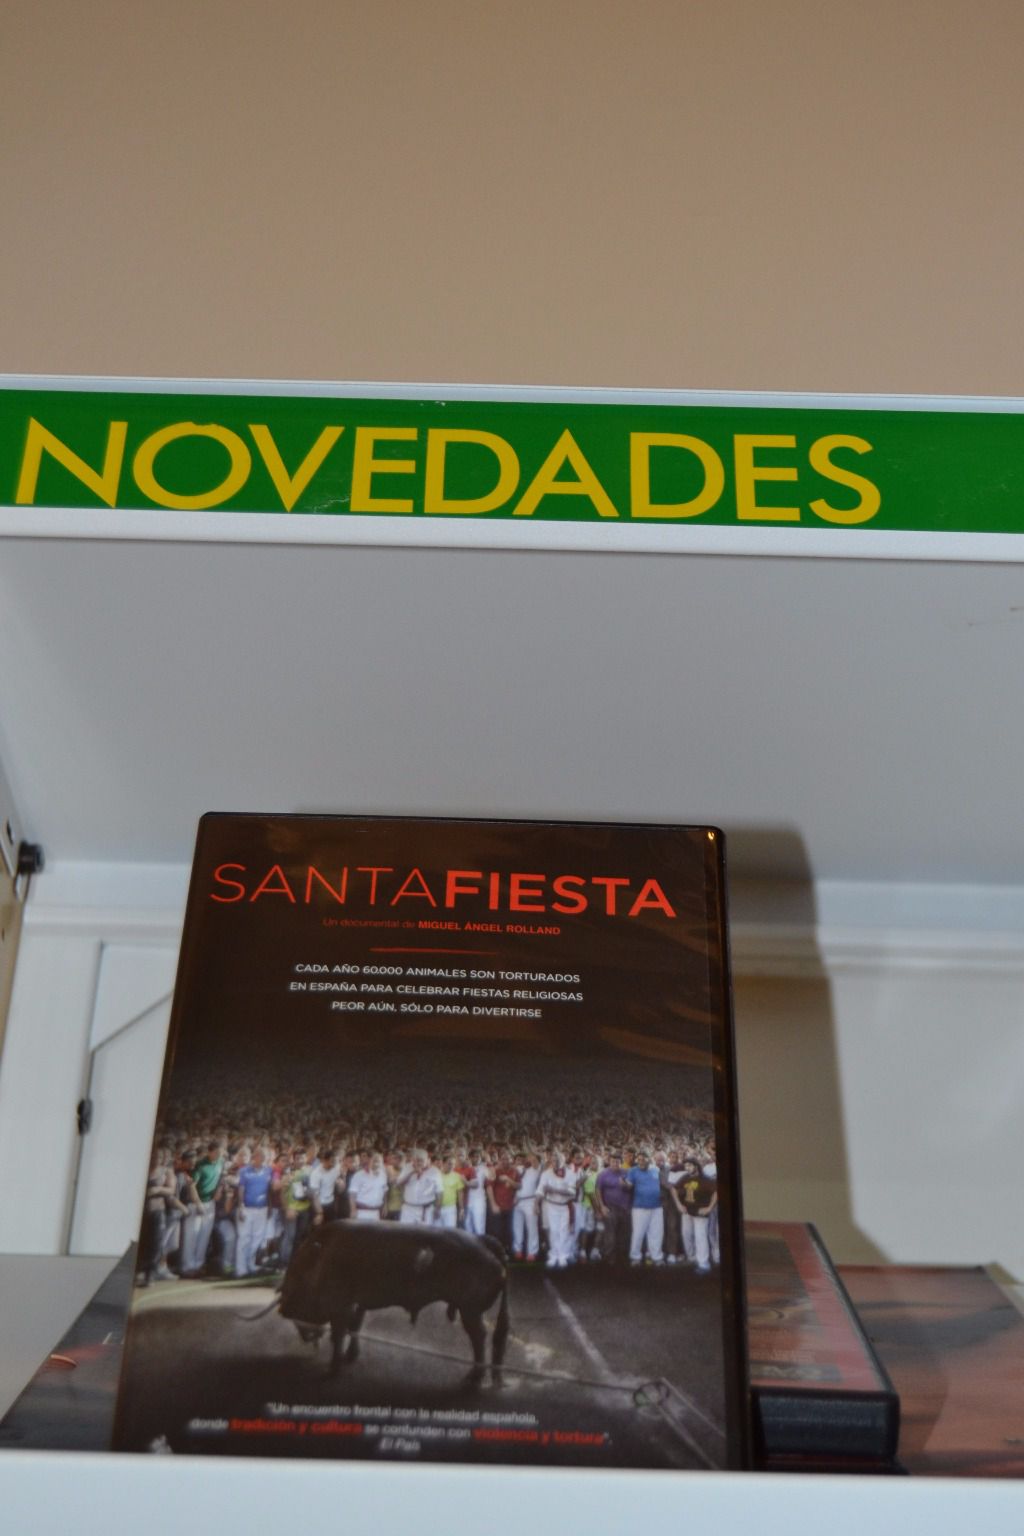 NOVEDADES
SANTAFIESTA
Un documental de MIGUEL ÁNGEL ROLLAND
CADA AÑO 60.000 ANIMALES SON TORTURADOS
EN ESPAÑA PARA CELEBRAR FIESTAS RELIGIOSAS
PEOR AÚN, SÓLO PARA DIVERTIRSE
"Un encuentro frontal con la realidad española,
donde tradición y cultura se confunden con violencia y tortura".
El País